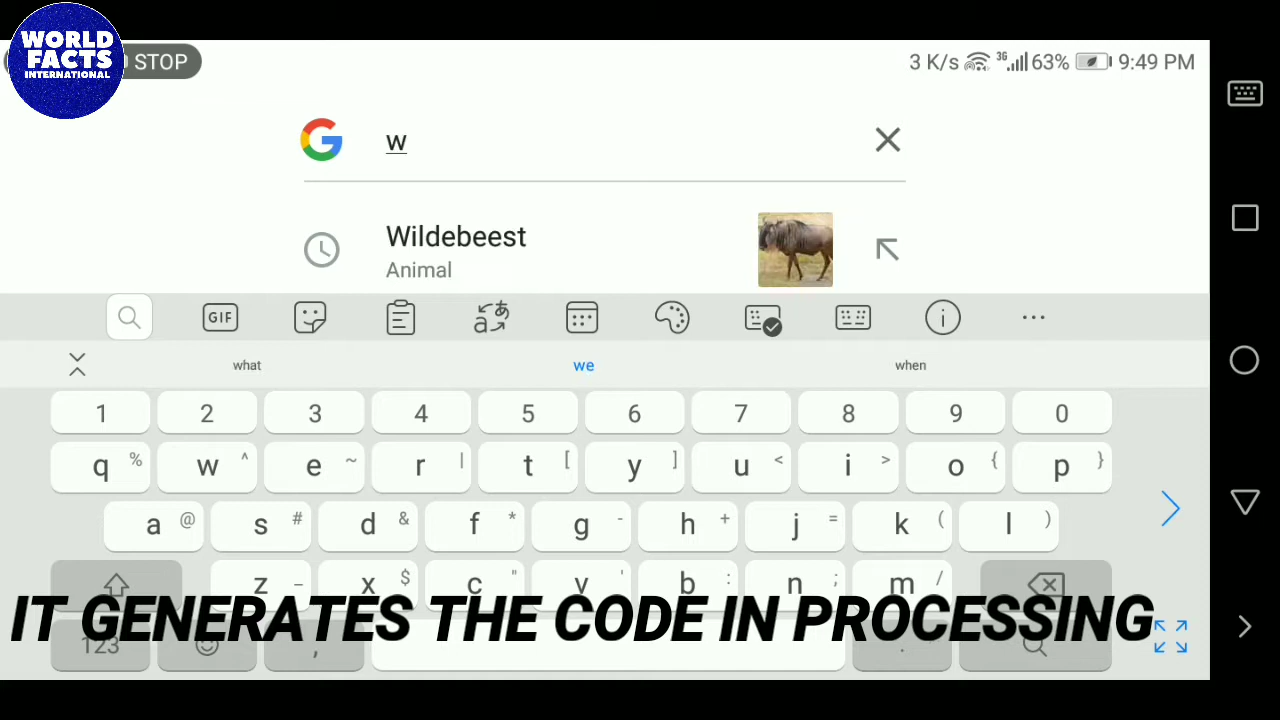 WORLD
FACTS
INTERNATIONAL
STOP
3 K/s 3G 63% 9:49 PM
w
Wildebeest
Animal
GIF
what we when
1 2 3 4 5 6 7 8 9 0
q % w ^ e ~ r | t [ y ] u < i > o { p }
a @ s # d & f * g - h + j = k ( l )
z _ x $ c " v ' b : n ; m /
IT GENERATES THE CODE IN PROCESSING
123 , .